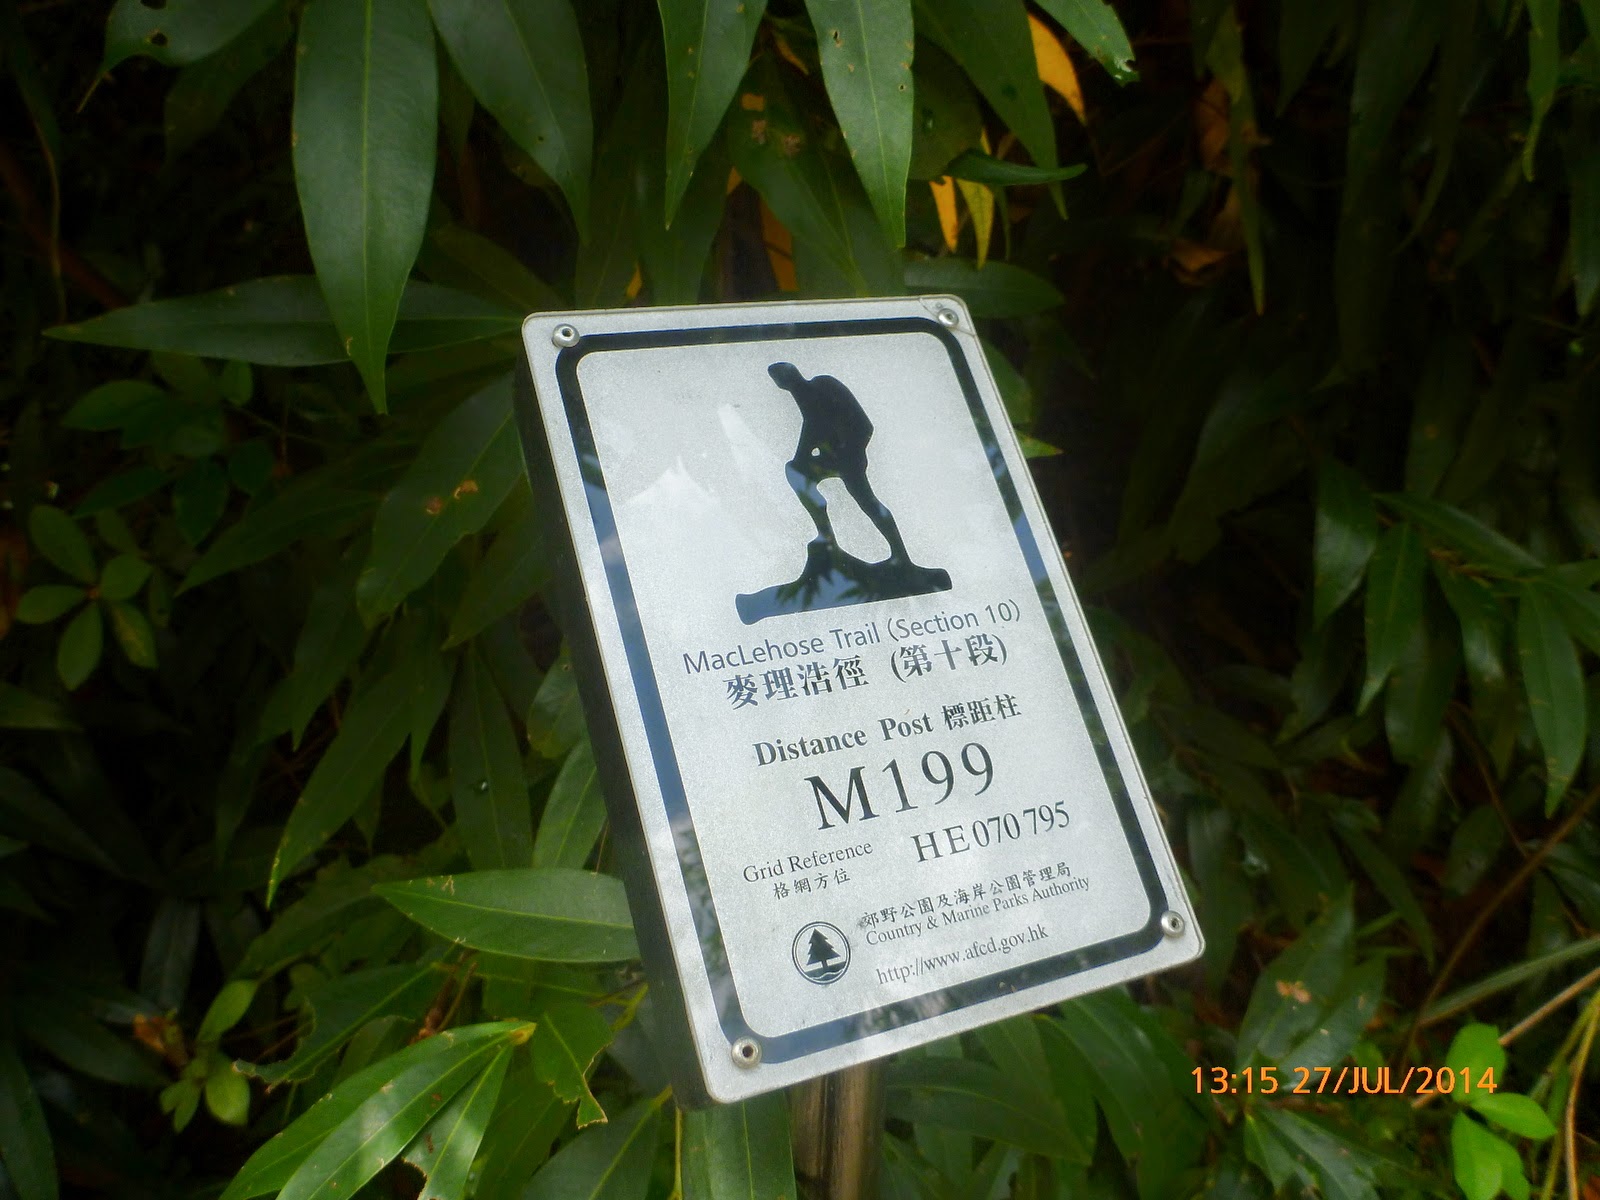 MacLehose Trail (Section 10)
麥理浩徑 (第十段)
Distance Post 標距柱
M199
Grid Reference HE 070 795
格網方位
郊野公園及海岸公園管理局
Country & Marine Parks Authority
http://www.afcd.gov.hk
13:15 27/JUL/2014